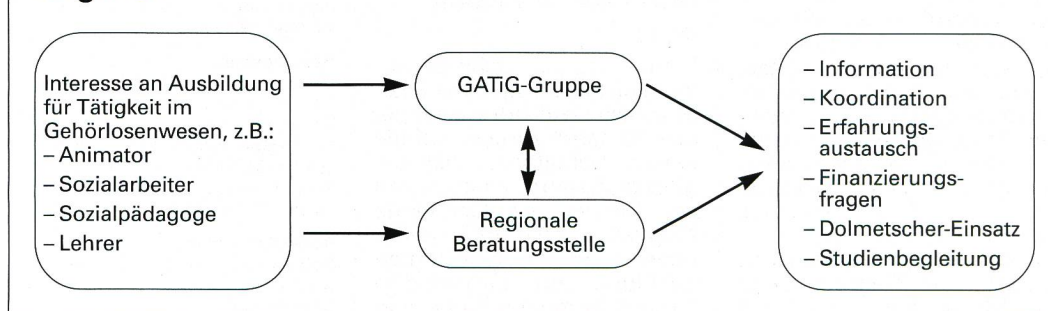 Interesse an Ausbildung
für Tätigkeit im
Gehörlosenwesen, z.B.:
– Animator
– Sozialarbeiter
– Sozialpädagoge
– Lehrer
GATiG-Gruppe
Regionale
Beratungsstelle
– Information
– Koordination
– Erfahrungs-
austausch
– Finanzierungs-
fragen
– Dolmetscher-Einsatz
– Studienbegleitung